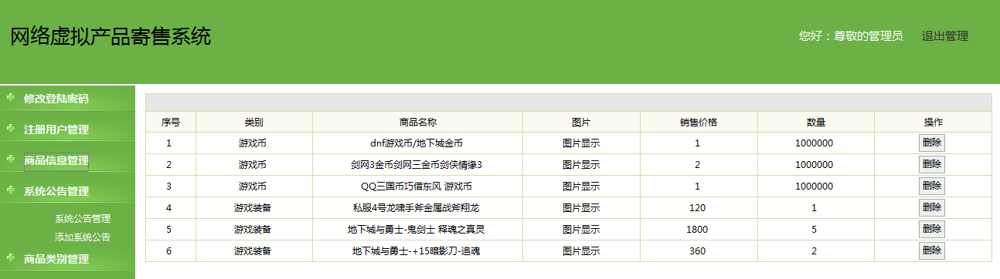 网络虚拟产品寄售系统
您好：尊敬的管理员 退出管理
修改登陆密码
注册用户管理
商品信息管理
系统公告管理
系统公告管理
添加系统公告
商品类别管理
序号 类别 商品名称 图片 销售价格 数量 操作
1 游戏币 dnf游戏币/地下城金币 图片显示 1 1000000 删除
2 游戏币 剑网3金币剑网三金币剑侠情缘3 图片显示 2 1000000 删除
3 游戏币 QQ三国币巧借东风 游戏币 图片显示 1 1000000 删除
4 游戏装备 私服4号龙啸手斧金属战斧翔龙 图片显示 120 1 删除
5 游戏装备 地下城与勇士-鬼剑士 释魂之真灵 图片显示 1800 5 删除
6 游戏装备 地下城与勇士-+15暗影刀-追魂 图片显示 360 2 删除